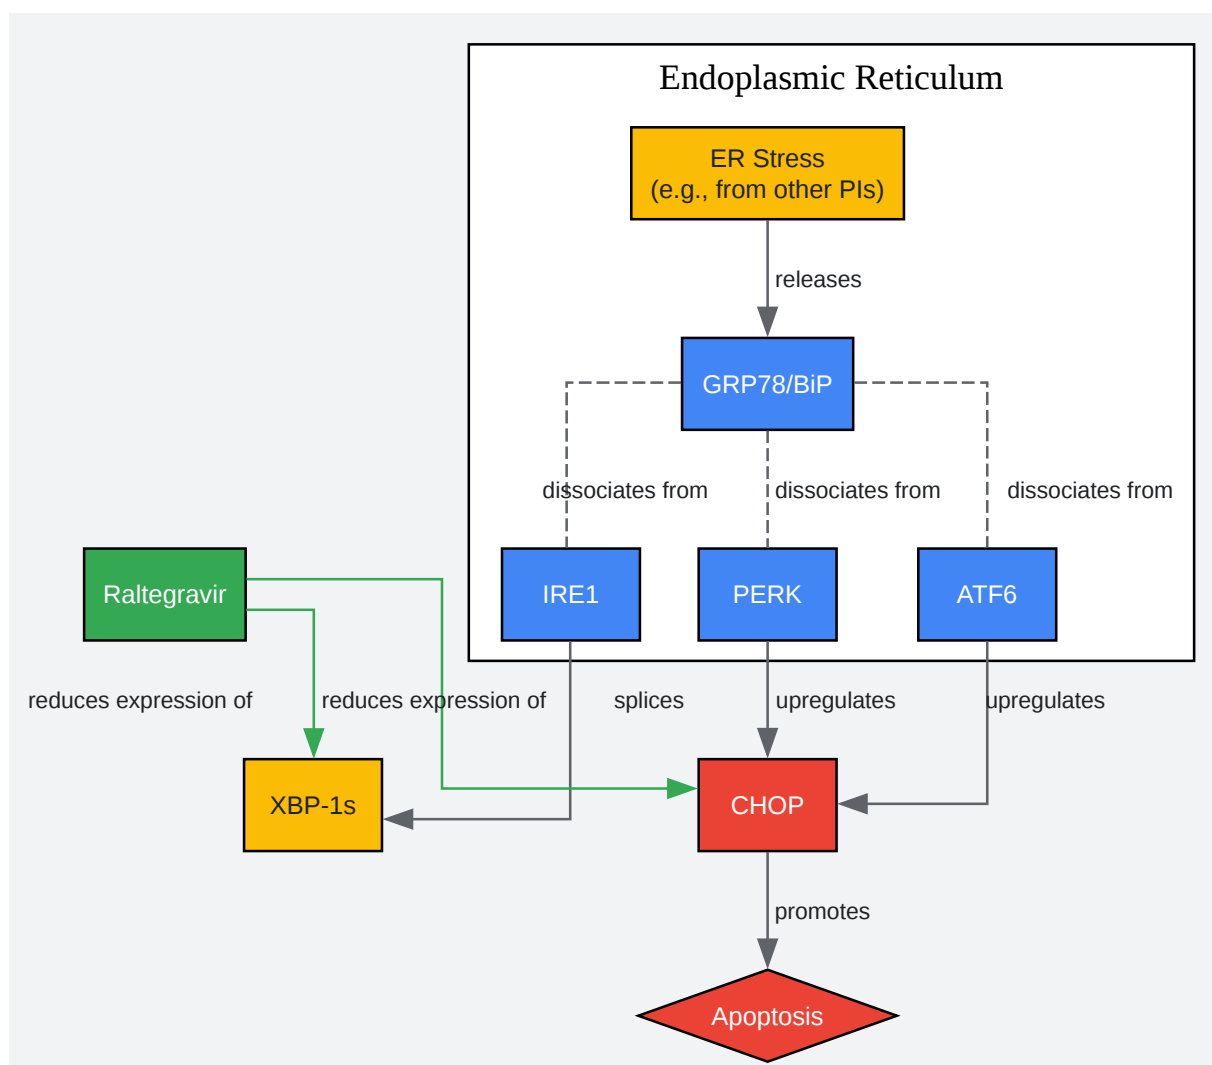 Endoplasmic Reticulum
ER Stress
(e.g., from other PIs)
releases
GRP78/BiP
dissociates from
dissociates from
dissociates from
Raltegravir
IRE1
PERK
ATF6
reduces expression of
reduces expression of
splices
upregulates
upregulates
XBP-1s
CHOP
promotes
Apoptosis